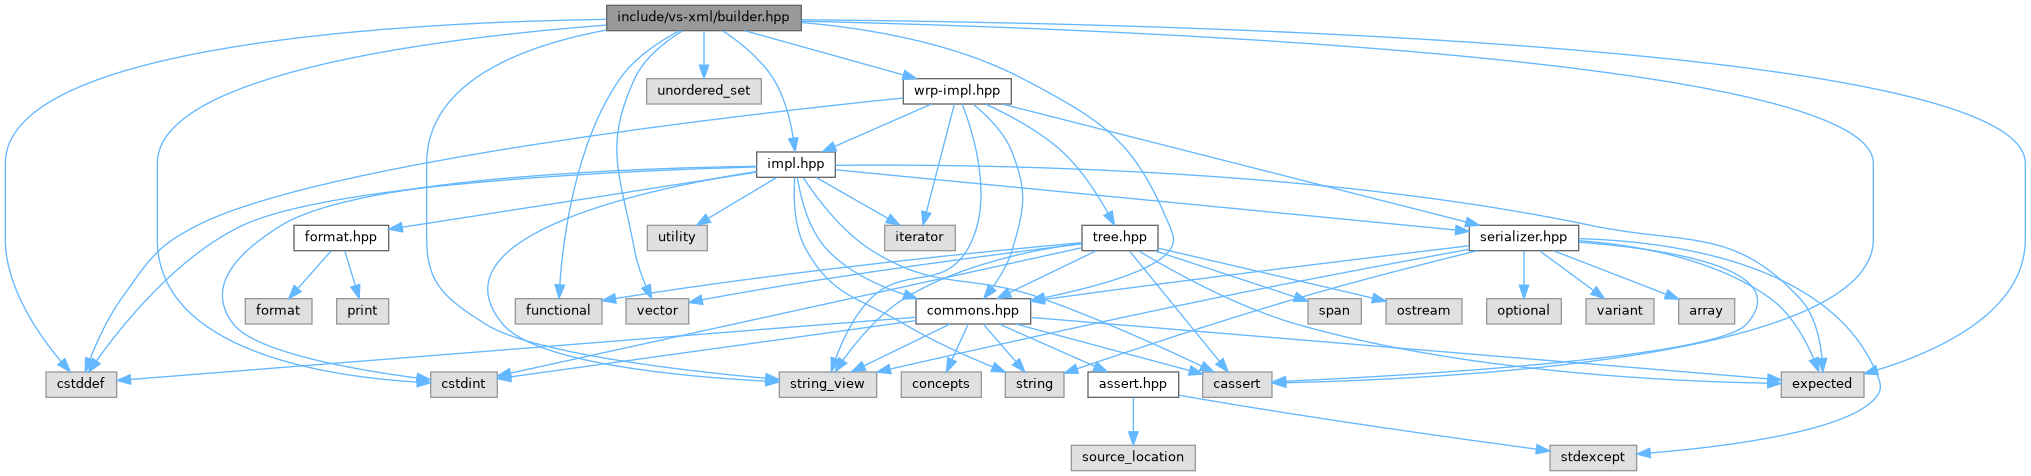 include/vs-xml/builder.hpp
unordered_set
wrp-impl.hpp
impl.hpp
format.hpp
utility
iterator
tree.hpp
serializer.hpp
format
print
functional
vector
commons.hpp
span
ostream
optional
variant
array
cstddef
cstdint
string_view
concepts
string
assert.hpp
cassert
expected
source_location
stdexcept